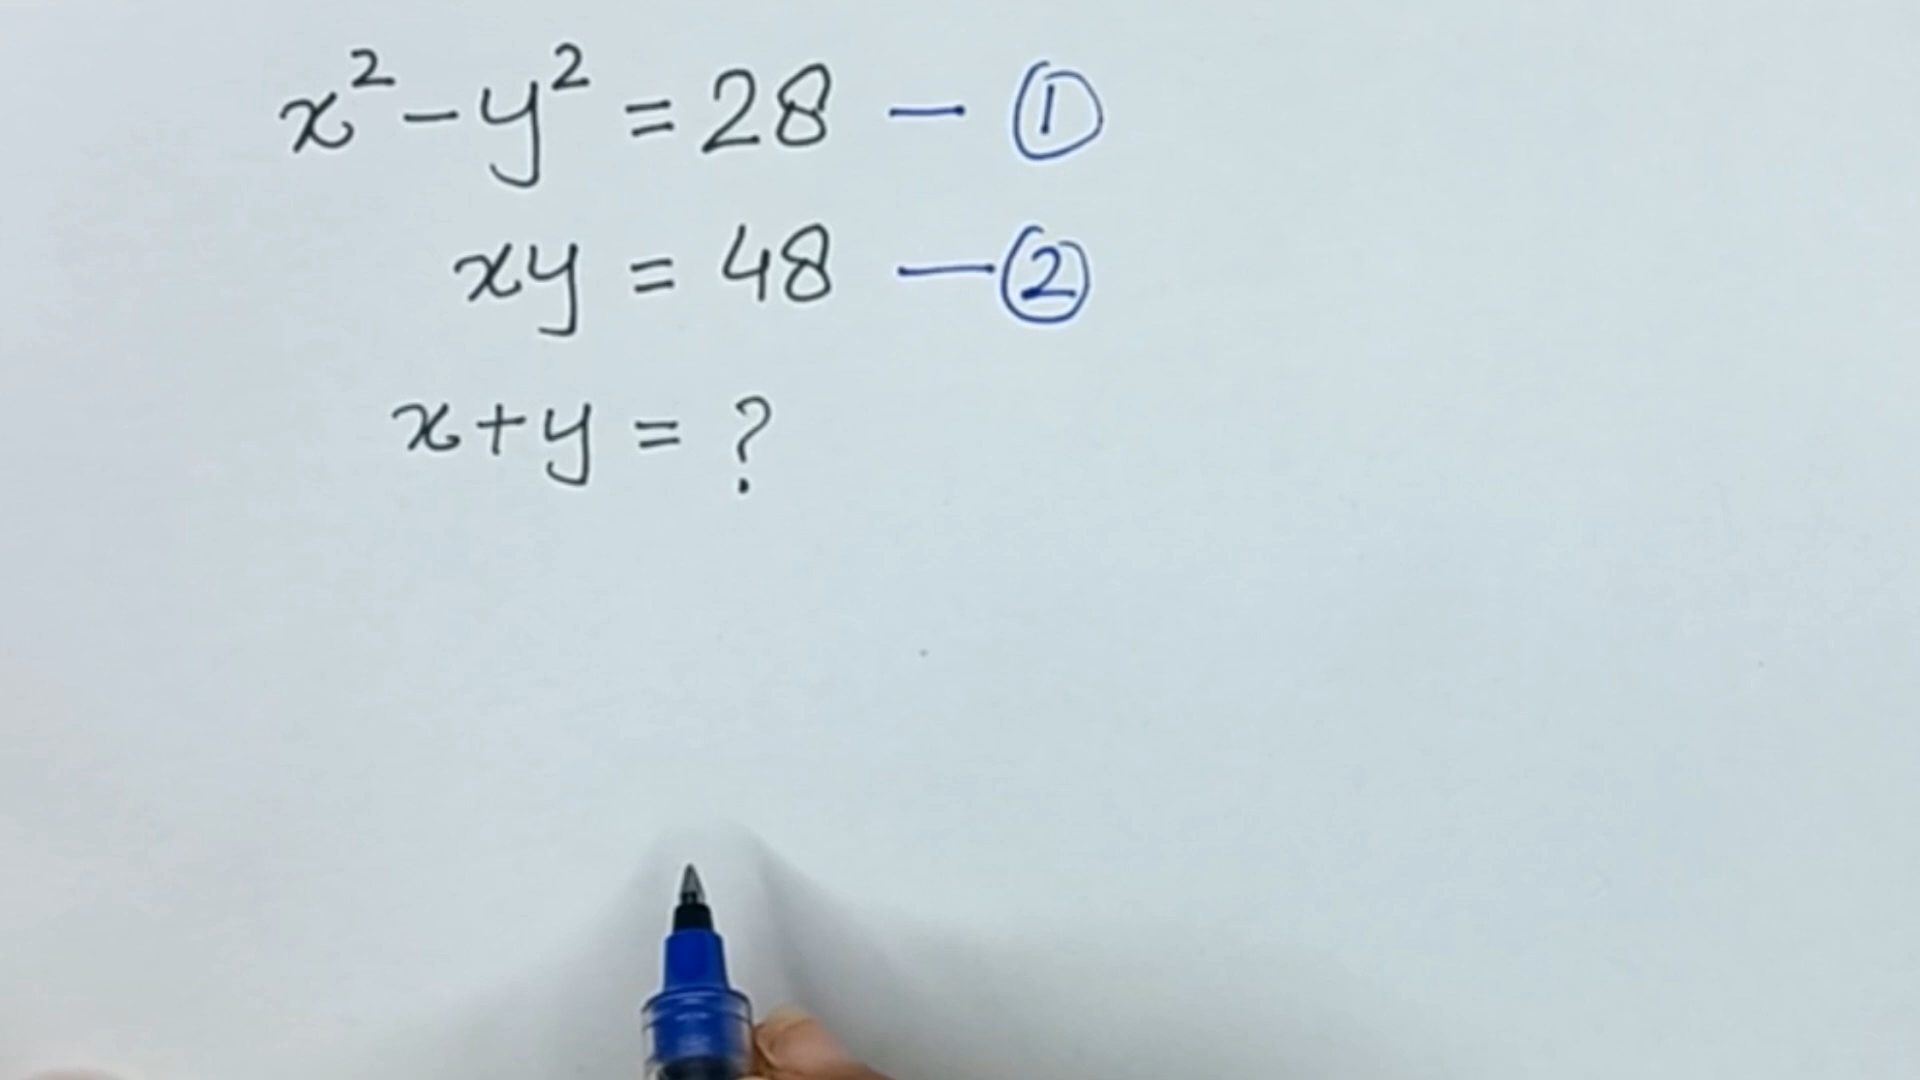 x² - y² = 28 — ①
xy = 48 — ②
x + y = ?